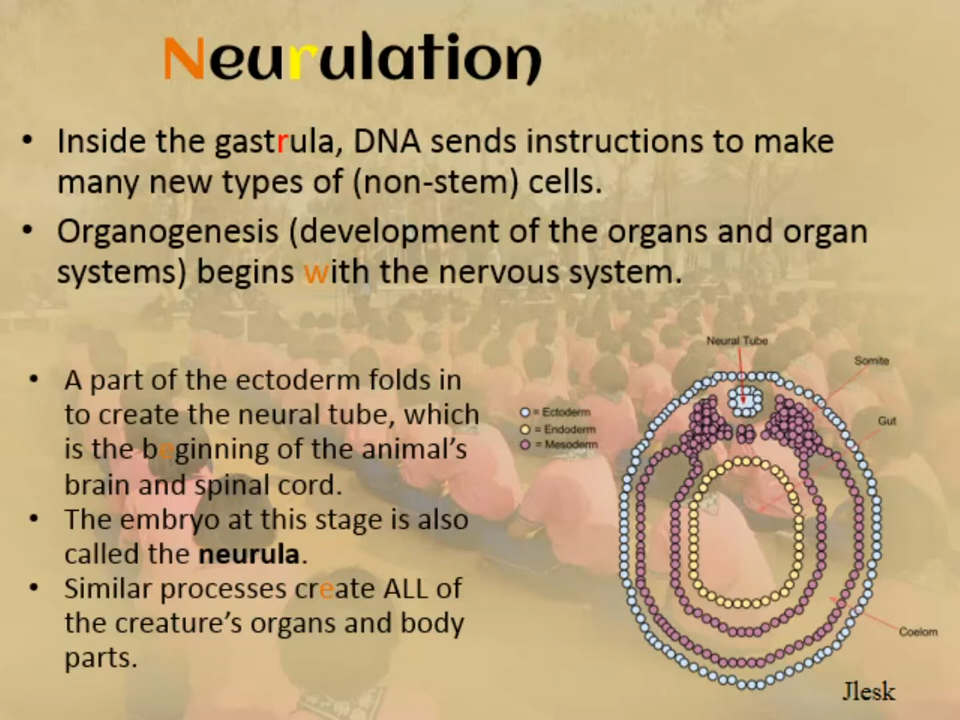 Neurulation
• Inside the gastrula, DNA sends instructions to make
many new types of (non-stem) cells.
• Organogenesis (development of the organs and organ
systems) begins with the nervous system.
• A part of the ectoderm folds in
to create the neural tube, which
is the beginning of the animal's
brain and spinal cord.
• The embryo at this stage is also
called the neurula.
• Similar processes create ALL of
the creature's organs and body
parts.
Neural Tube
Somite
Gut
= Ectoderm
= Endoderm
= Mesoderm
Coelom
Jlesk